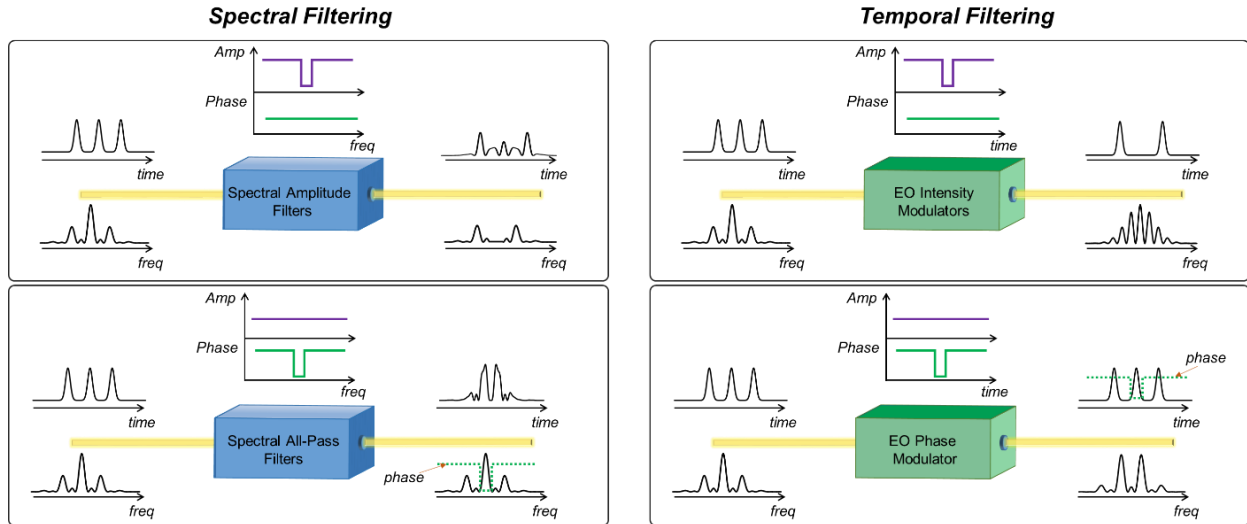 Spectral Filtering
Temporal Filtering
Amp
Phase
freq
time
time
Spectral Amplitude
Filters
freq
freq
Amp
Phase
time
time
time
EO Intensity
Modulators
freq
freq
Amp
Phase
freq
time
time
Spectral All-Pass
Filters
phase
freq
freq
Amp
Phase
time
phase
time
time
EO Phase
Modulator
freq
freq